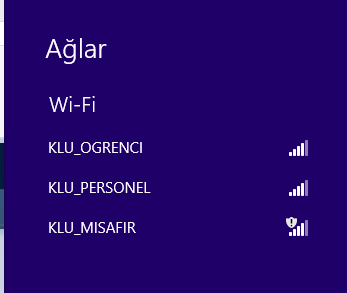 Ağlar
Wi-Fi
KLU_OGRENCI
KLU_PERSONEL
KLU_MISAFIR